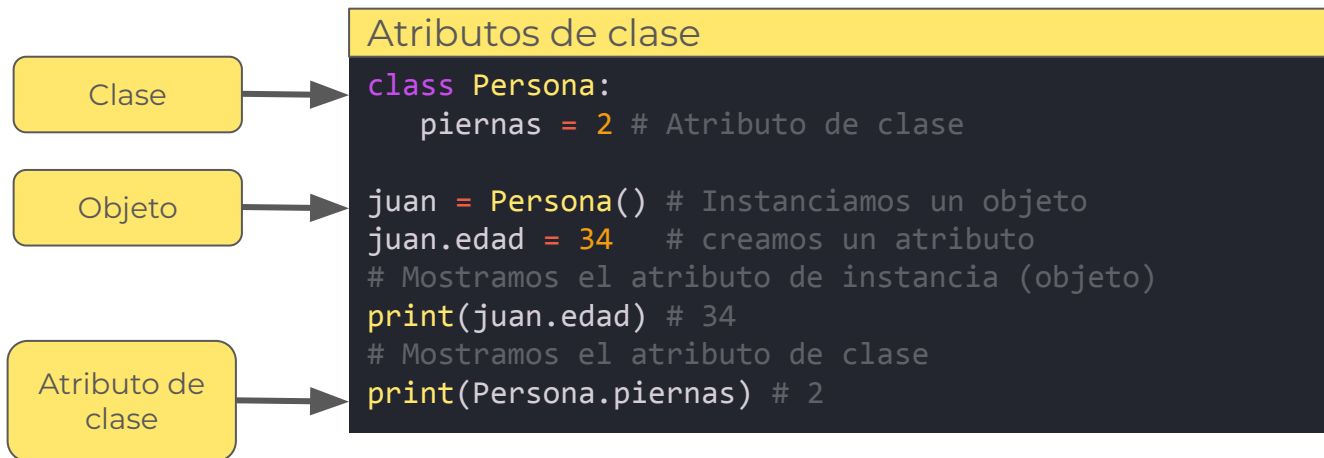 Atributos de clase
Clase
class Persona:
   piernas = 2 # Atributo de clase
Objeto
juan = Persona() # Instanciamos un objeto
juan.edad = 34   # creamos un atributo
# Mostramos el atributo de instancia (objeto)
print(juan.edad) # 34
# Mostramos el atributo de clase
Atributo de
clase
print(Persona.piernas) # 2